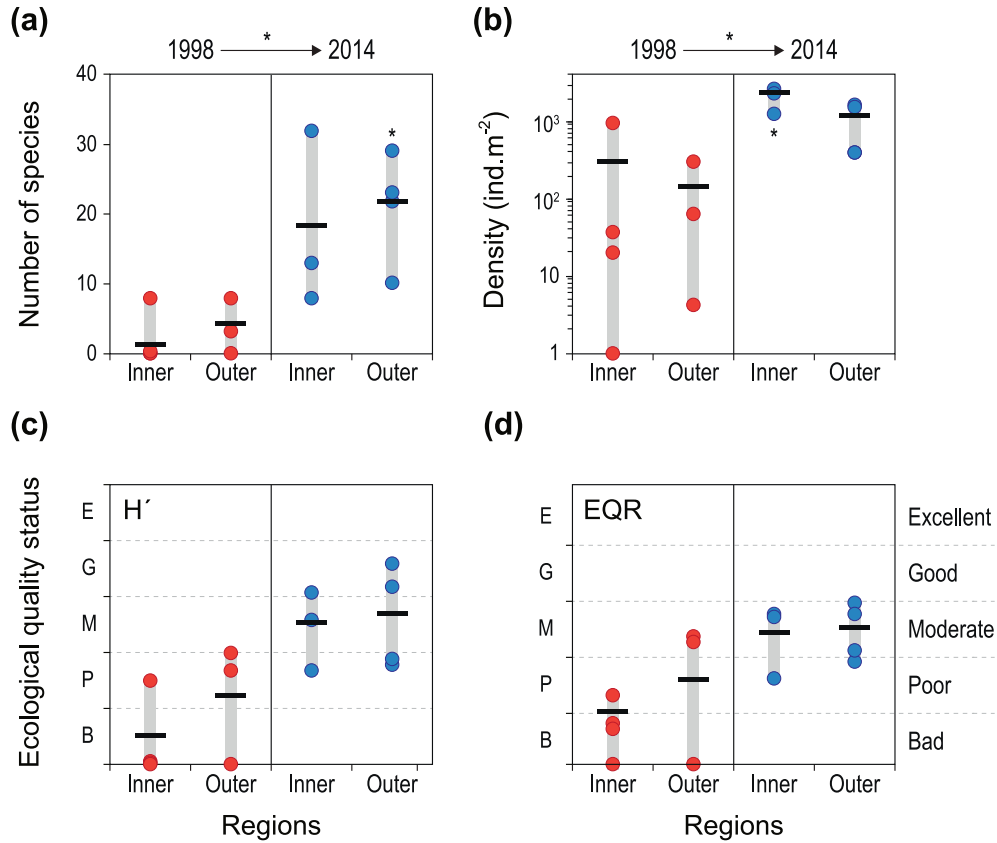 (a)
1998 * 2014
Number of species
40
30
20
10
0
*
Inner Outer Inner Outer
(b)
1998 * 2014
Density (ind.m⁻²)
10³
10²
10
1
*
Inner Outer Inner Outer
(c)
Ecological quality status
H´
E
G
M
P
B
Inner Outer Inner Outer
Regions
(d)
EQR
E Excellent
G Good
M Moderate
P Poor
B Bad
Inner Outer Inner Outer
Regions